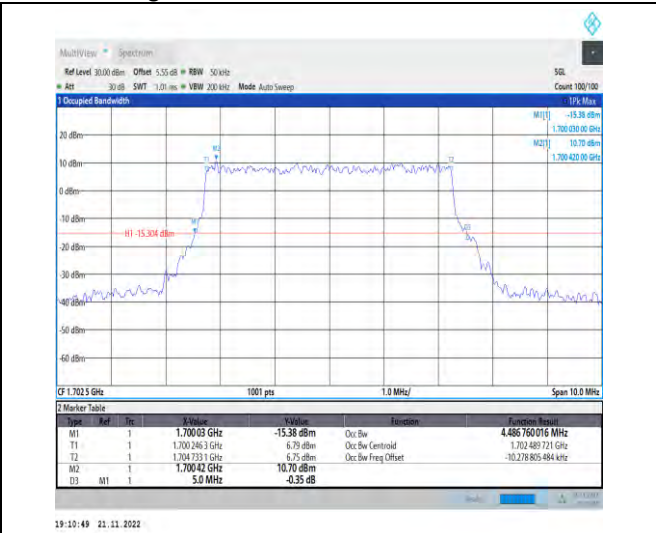 MultiView Spectrum
Ref Level 30.00 dBm Offset 5.55 dB RBW 50 kHz SGL
Att 30 dB SWT 1.01 ms VBW 200 kHz Mode Auto Sweep Count 100/100
1 Occupied Bandwidth 1Pk Max
M1[1] -15.38 dBm
1.700 030 00 GHz
20 dBm
M2[1] 10.70 dBm
1.700 420 00 GHz
M2
T1 T2
10 dBm
0 dBm
-10 dBm
M1 D3
H1 -15.304 dBm
-20 dBm
-30 dBm
-40 dBm
-50 dBm
-60 dBm
CF 1.702 5 GHz 1001 pts 1.0 MHz/ Span 10.0 MHz
2 Marker Table
Type Ref Trc X-Value Y-Value Function Function Result
M1 1 1.700 03 GHz -15.38 dBm Occ Bw 4.486 760 016 MHz
T1 1 1.700 246 3 GHz 6.79 dBm Occ Bw Centroid 1.702 489 721 GHz
T2 1 1.704 733 1 GHz 6.75 dBm Occ Bw Freq Offset -10.278 805 484 kHz
M2 1 1.700 42 GHz 10.70 dBm
D3 M1 1 5.0 MHz -0.35 dB
19:10:49 21.11.2022